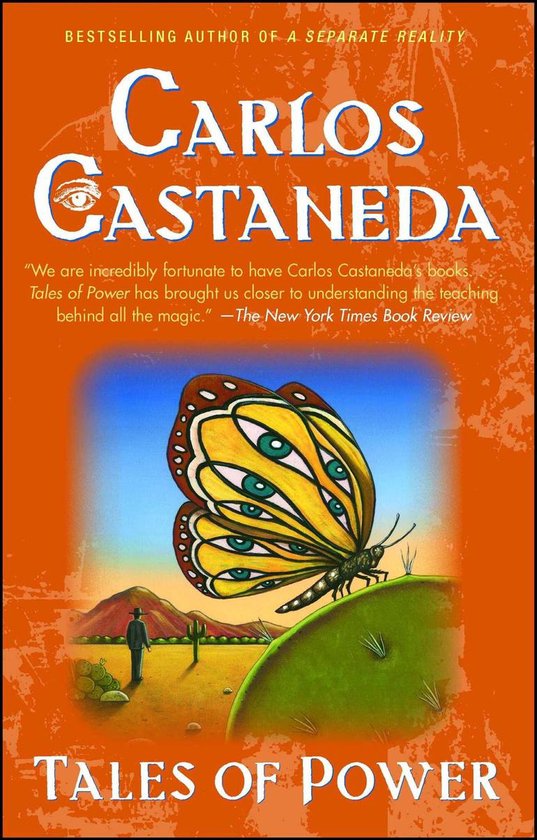 BESTSELLING AUTHOR OF A SEPARATE REALITY
CARLOS
CASTANEDA
“We are incredibly fortunate to have Carlos Castaneda’s books.
Tales of Power has brought us closer to understanding the teaching
behind all the magic.” —The New York Times Book Review
TALES OF POWER